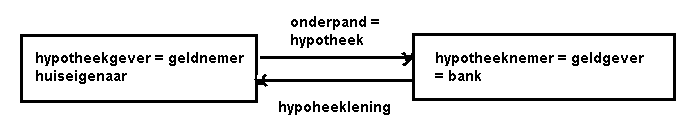 onderpand =
hypotheek
hypotheekgever = geldnemer
huiseigenaar
hypotheeknemer = geldgever
= bank
hypoheeklening